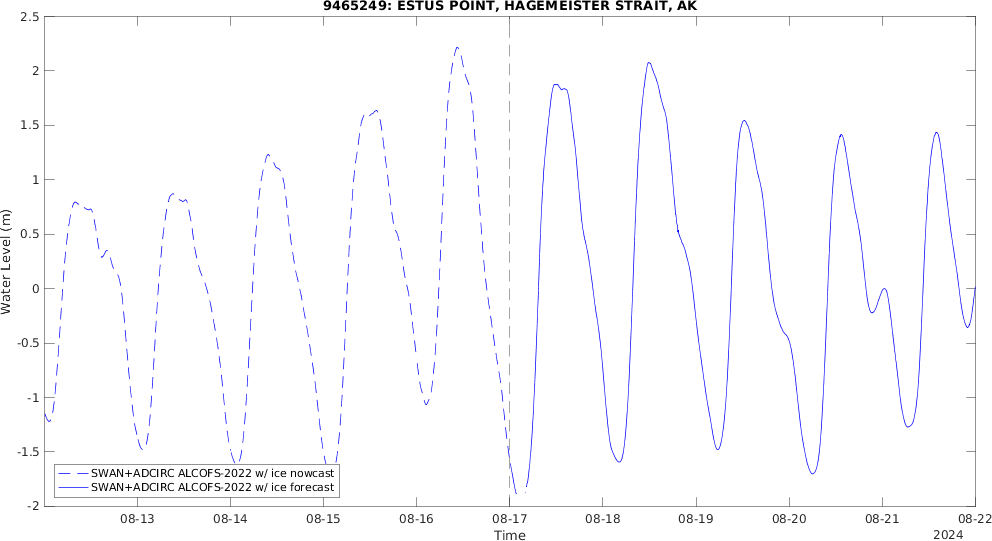 9465249: ESTUS POINT, HAGEMEISTER STRAIT, AK
2.5
2
1.5
1
0.5
0
-0.5
-1
-1.5
-2
Water Level (m)
SWAN+ADCIRC ALCOFS-2022 w/ ice nowcast
SWAN+ADCIRC ALCOFS-2022 w/ ice forecast
08-13 08-14 08-15 08-16 08-17 08-18 08-19 08-20 08-21 08-22
Time
2024